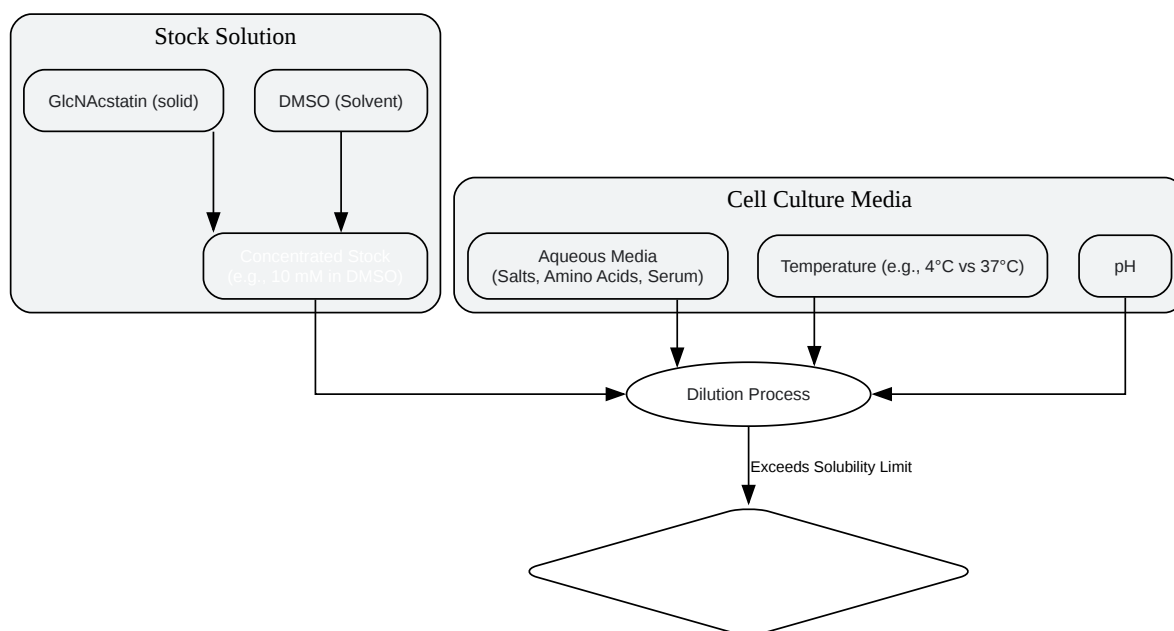 Stock Solution
GlcNAcstatin (solid)
DMSO (Solvent)
Concentrated Stock
(e.g., 10 mM in DMSO)
Cell Culture Media
Aqueous Media
(Salts, Amino Acids, Serum)
Temperature (e.g., 4°C vs 37°C)
pH
Dilution Process
Exceeds Solubility Limit